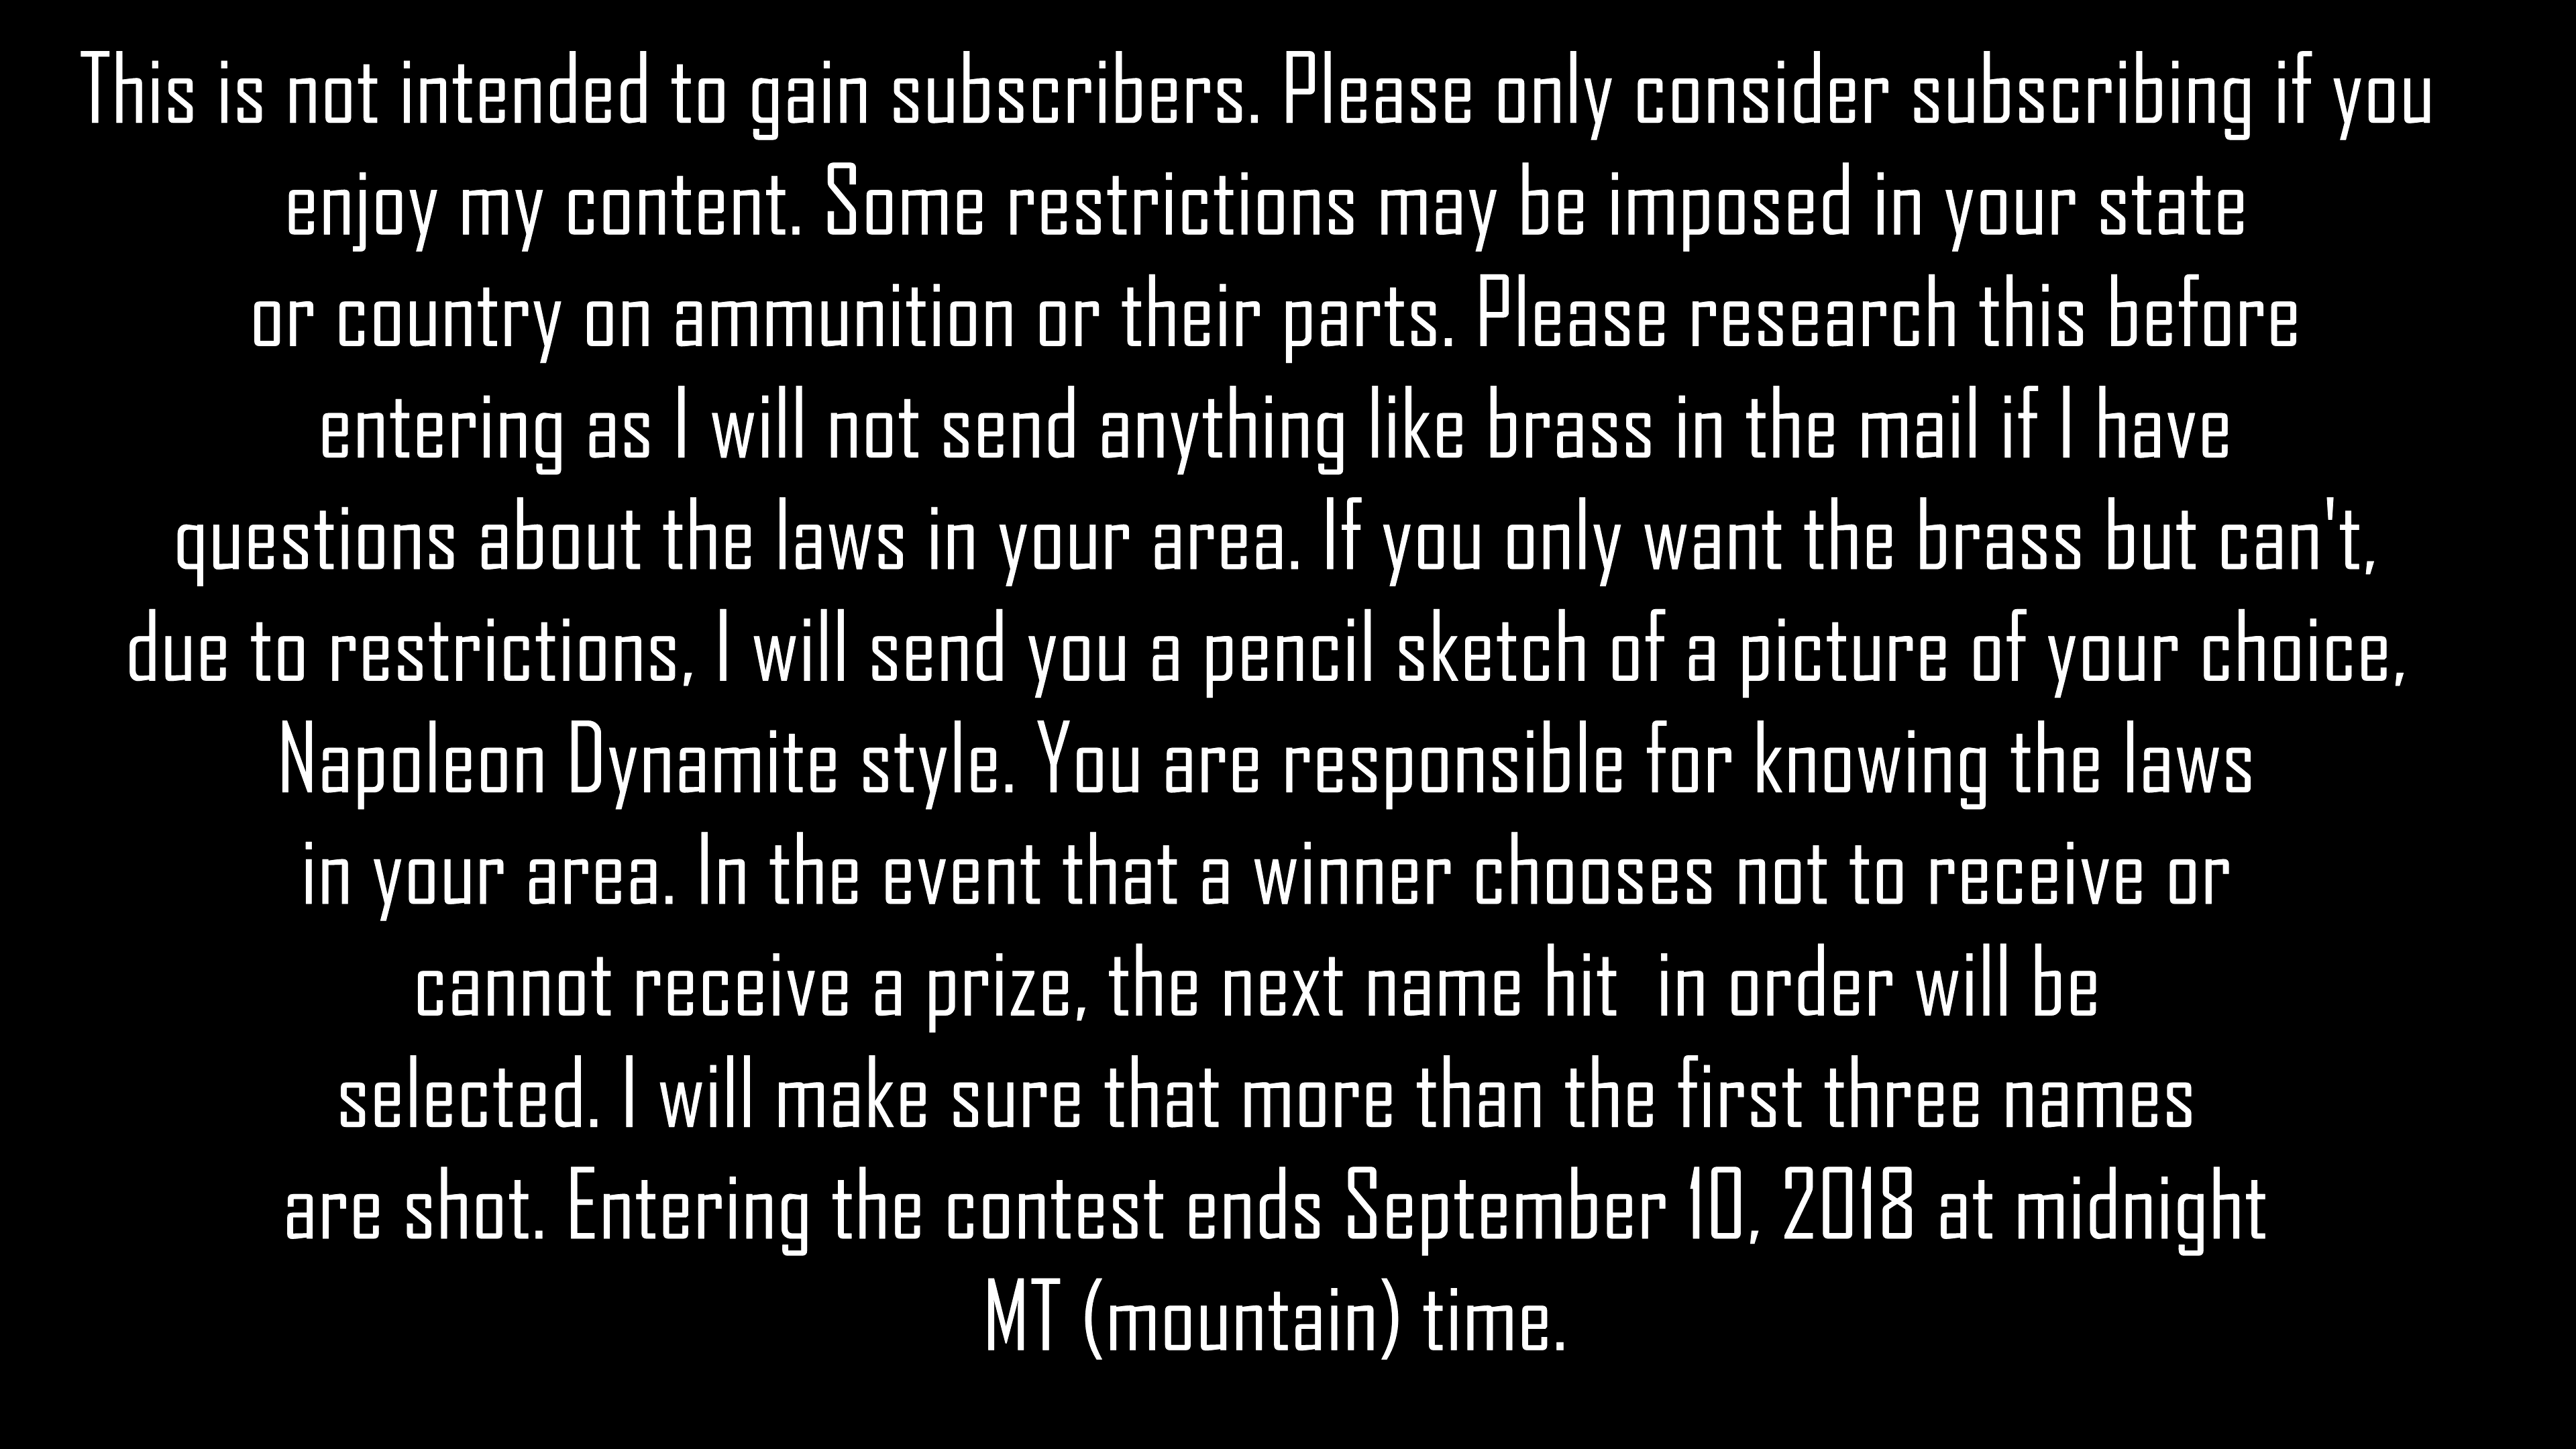 This is not intended to gain subscribers. Please only consider subscribing if you
enjoy my content. Some restrictions may be imposed in your state
or country on ammunition or their parts. Please research this before
entering as I will not send anything like brass in the mail if I have
questions about the laws in your area. If you only want the brass but can't,
due to restrictions, I will send you a pencil sketch of a picture of your choice,
Napoleon Dynamite style. You are responsible for knowing the laws
in your area. In the event that a winner chooses not to receive or
cannot receive a prize, the next name hit  in order will be
selected. I will make sure that more than the first three names
are shot. Entering the contest ends September 10, 2018 at midnight
MT (mountain) time.